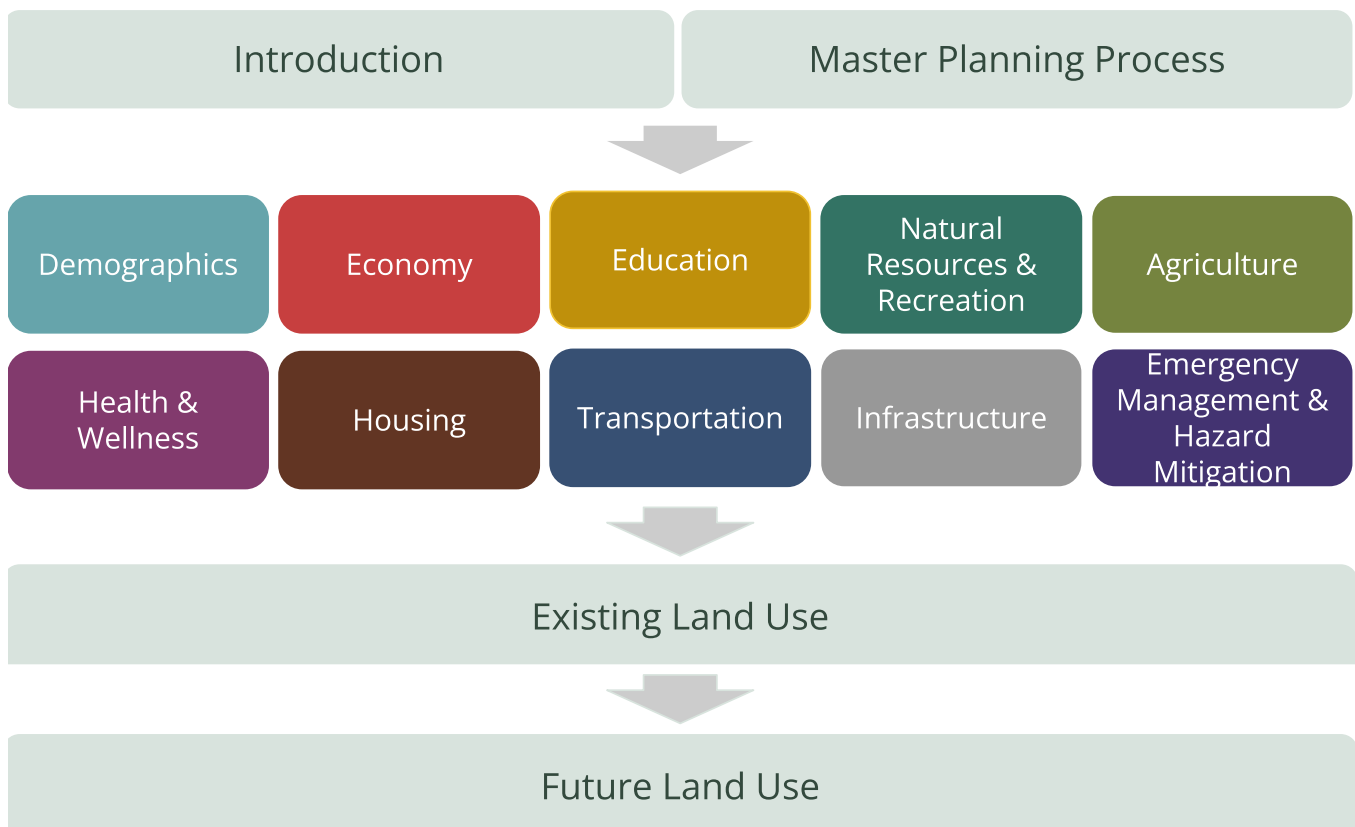 Introduction
Master Planning Process
Demographics
Economy
Education
Natural
Resources &
Recreation
Agriculture
Health &
Wellness
Housing
Transportation
Infrastructure
Emergency
Management &
Hazard
Mitigation
Existing Land Use
Future Land Use